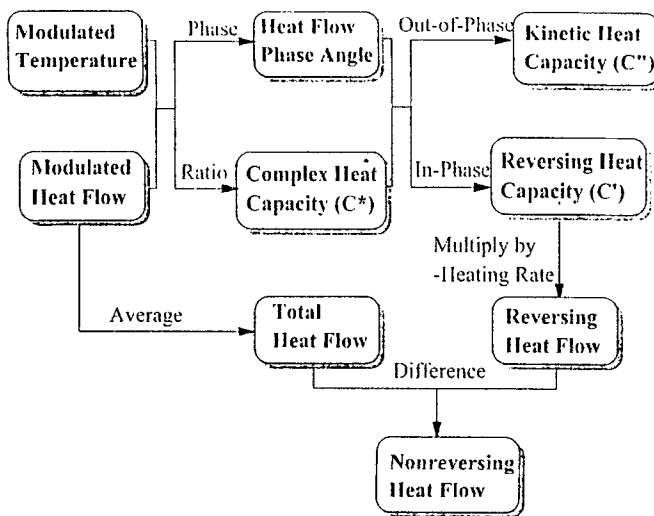 Modulated
Temperature
Phase
Heat Flow
Phase Angle
Out-of-Phase
Kinetic Heat
Capacity (C")
Modulated
Heat Flow
Ratio
Complex Heat
Capacity (C*)
In-Phase
Reversing Heat
Capacity (C')
Multiply by
-Heating Rate
Average
Total
Heat Flow
Reversing
Heat Flow
Difference
Nonreversing
Heat Flow